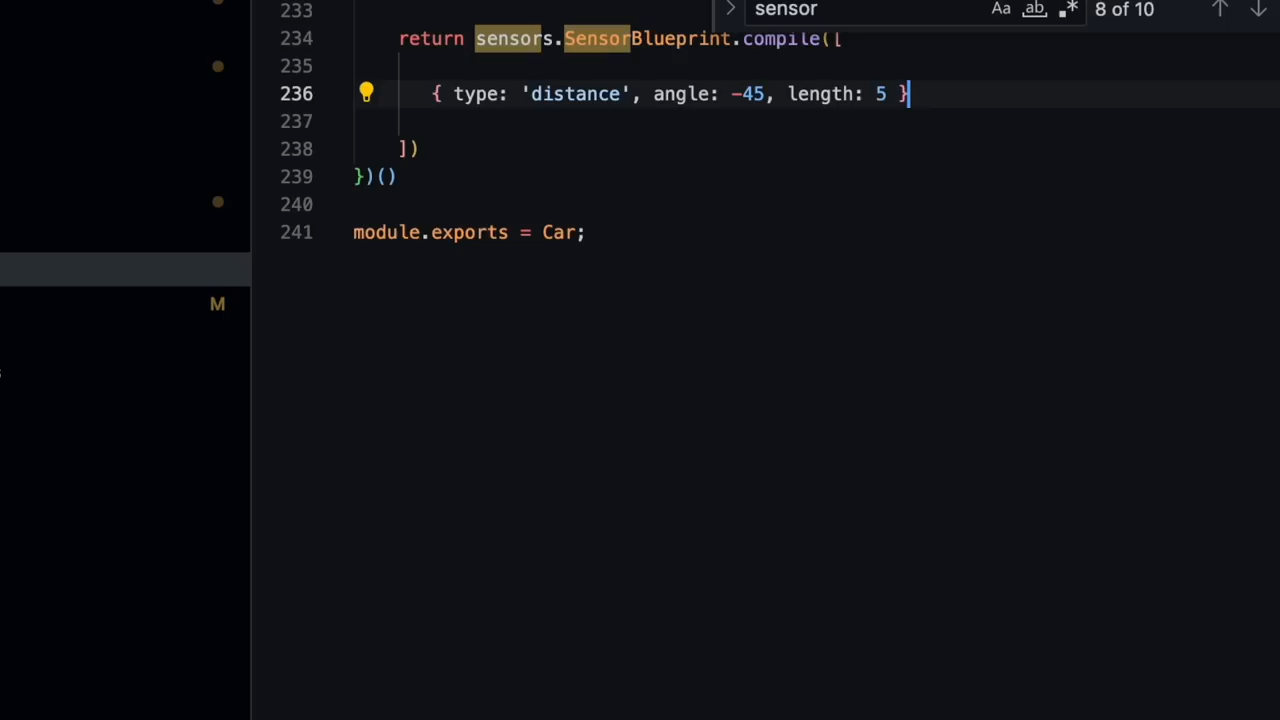 233
sensor Aa ab 8 of 10
234 return sensors.SensorBlueprint.compile([
235
236 { type: 'distance', angle: -45, length: 5 }
237
238 ])
239 })()
240
241 module.exports = Car;
M
s